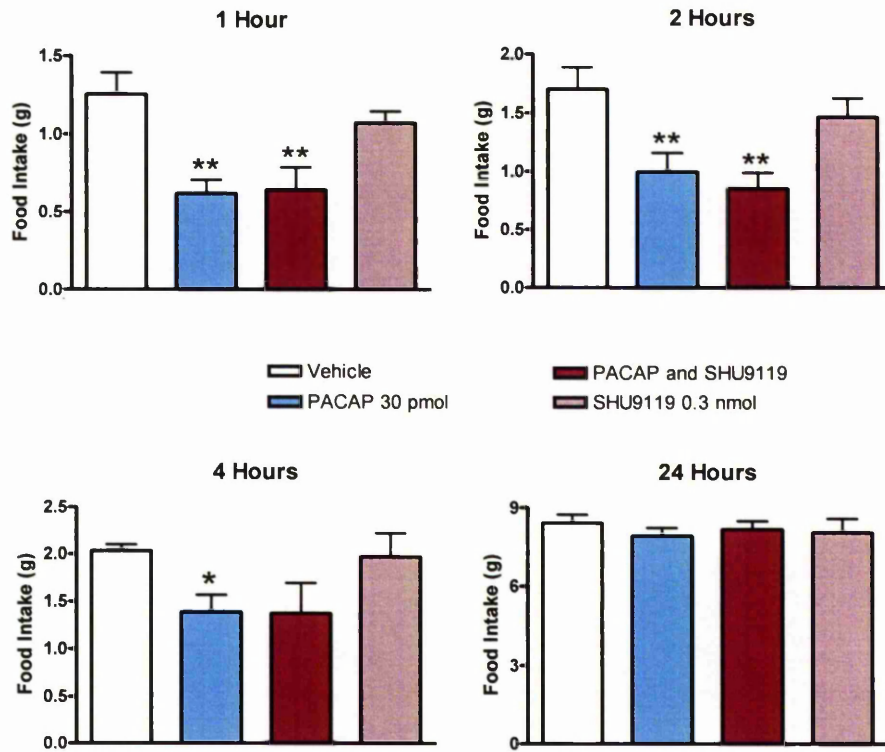 1 Hour
1.5
1.0
0.5
0.0
Food Intake (g)
**
**
2 Hours
2.0
1.5
1.0
0.5
0.0
Food Intake (g)
**
**
Vehicle
PACAP 30 pmol
PACAP and SHU9119
SHU9119 0.3 nmol
4 Hours
2.5
2.0
1.5
1.0
0.5
0.0
Food Intake (g)
*
24 Hours
9
6
3
0
Food Intake (g)